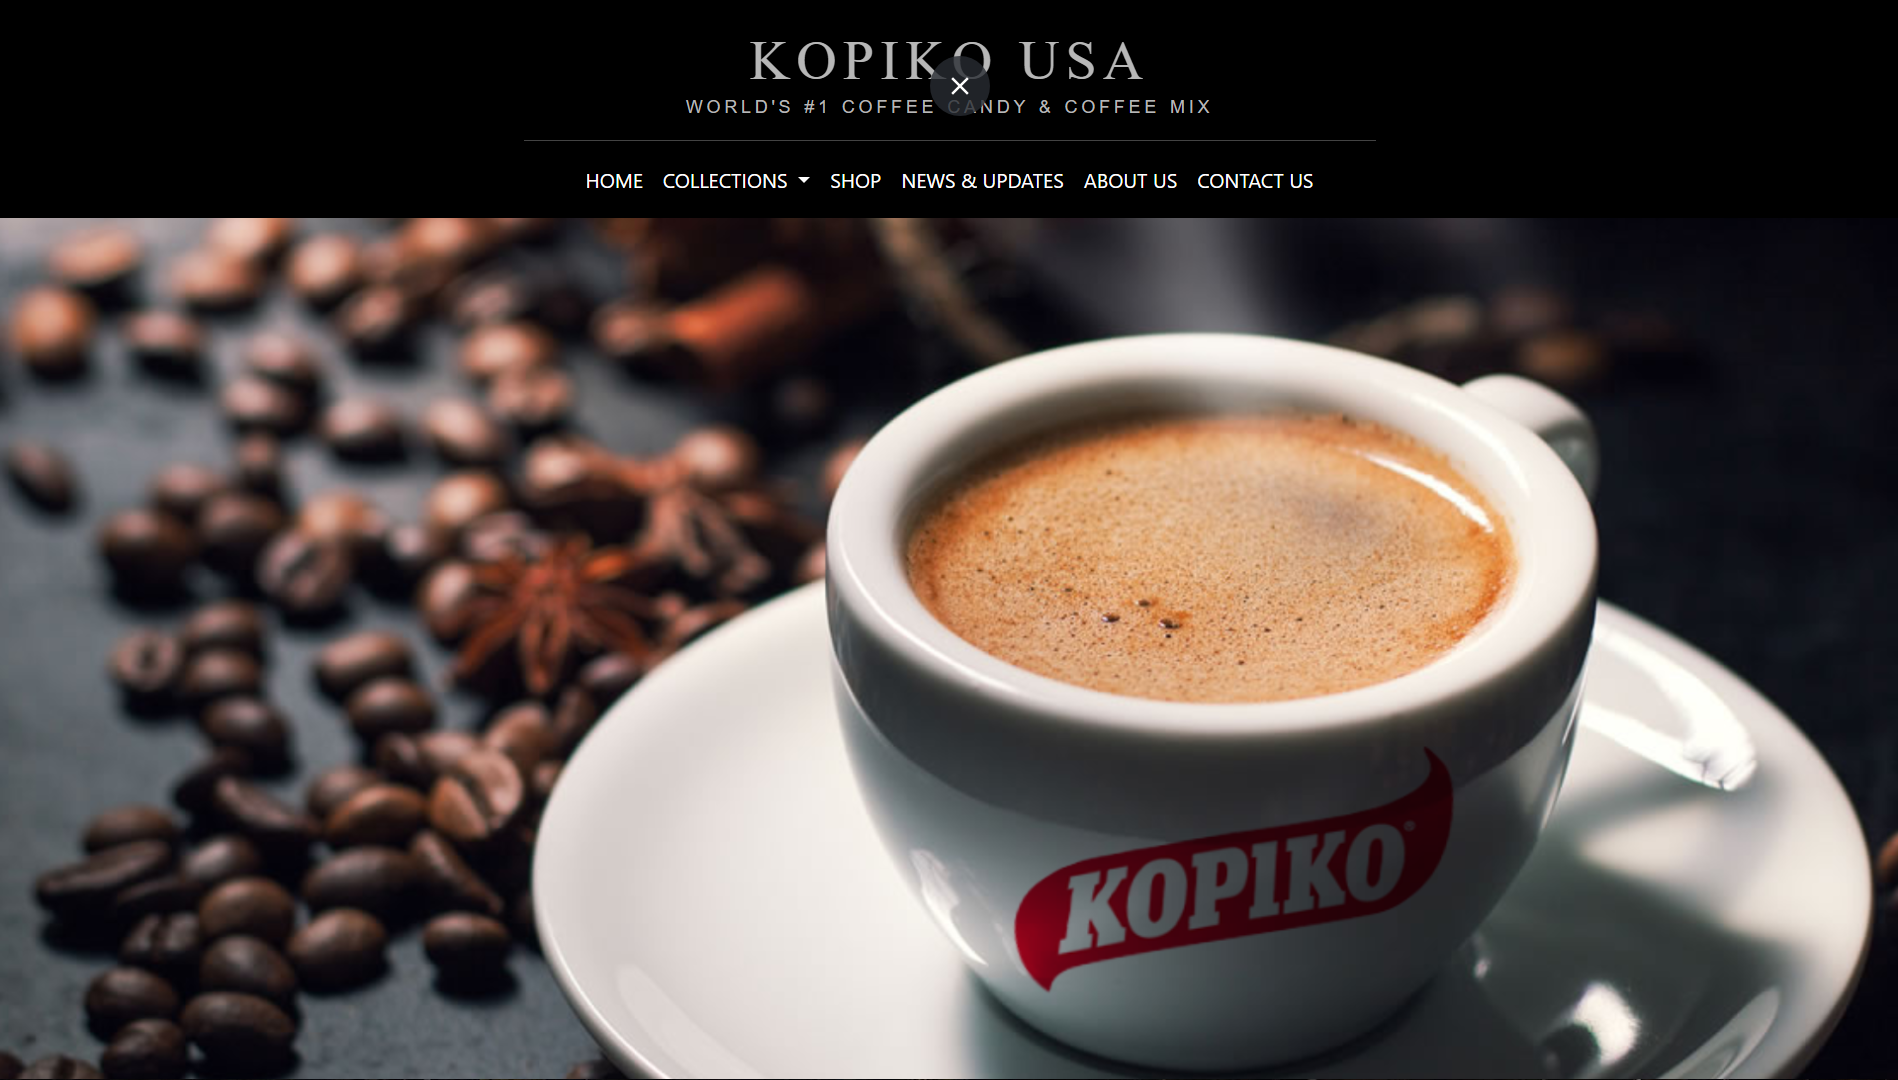 KOPIKO USA
WORLD'S #1 COFFEE CANDY & COFFEE MIX
HOME COLLECTIONS SHOP NEWS & UPDATES ABOUT US CONTACT US
KOPIKO®